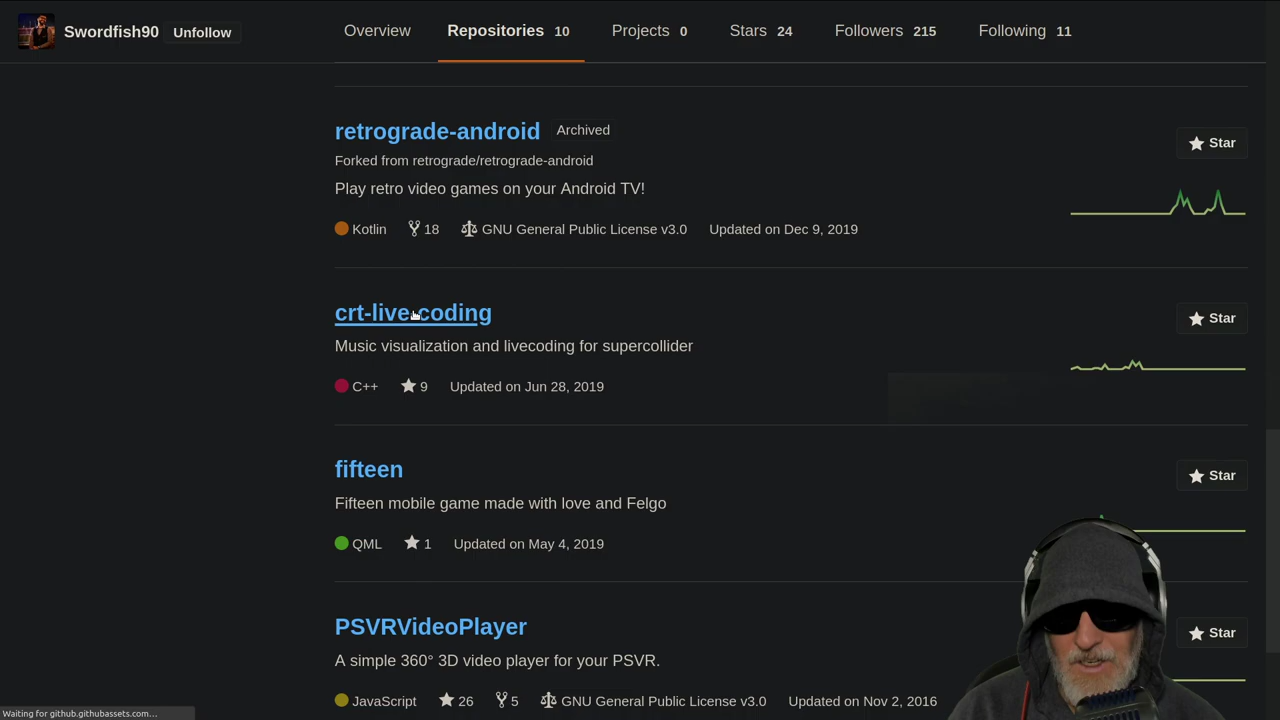 Swordfish90 Unfollow Overview Repositories 10 Projects 0 Stars 24 Followers 215 Following 11
retrograde-android Archived
Star
Forked from retrograde/retrograde-android
Play retro video games on your Android TV!
Kotlin 18 GNU General Public License v3.0 Updated on Dec 9, 2019
crt-live-coding
Star
Music visualization and livecoding for supercollider
C++ 9 Updated on Jun 28, 2019
fifteen
Star
Fifteen mobile game made with love and Felgo
QML 1 Updated on May 4, 2019
PSVRVideoPlayer
Star
A simple 360° 3D video player for your PSVR.
JavaScript 26 5 GNU General Public License v3.0 Updated on Nov 2, 2016
Waiting for github.githubassets.com…